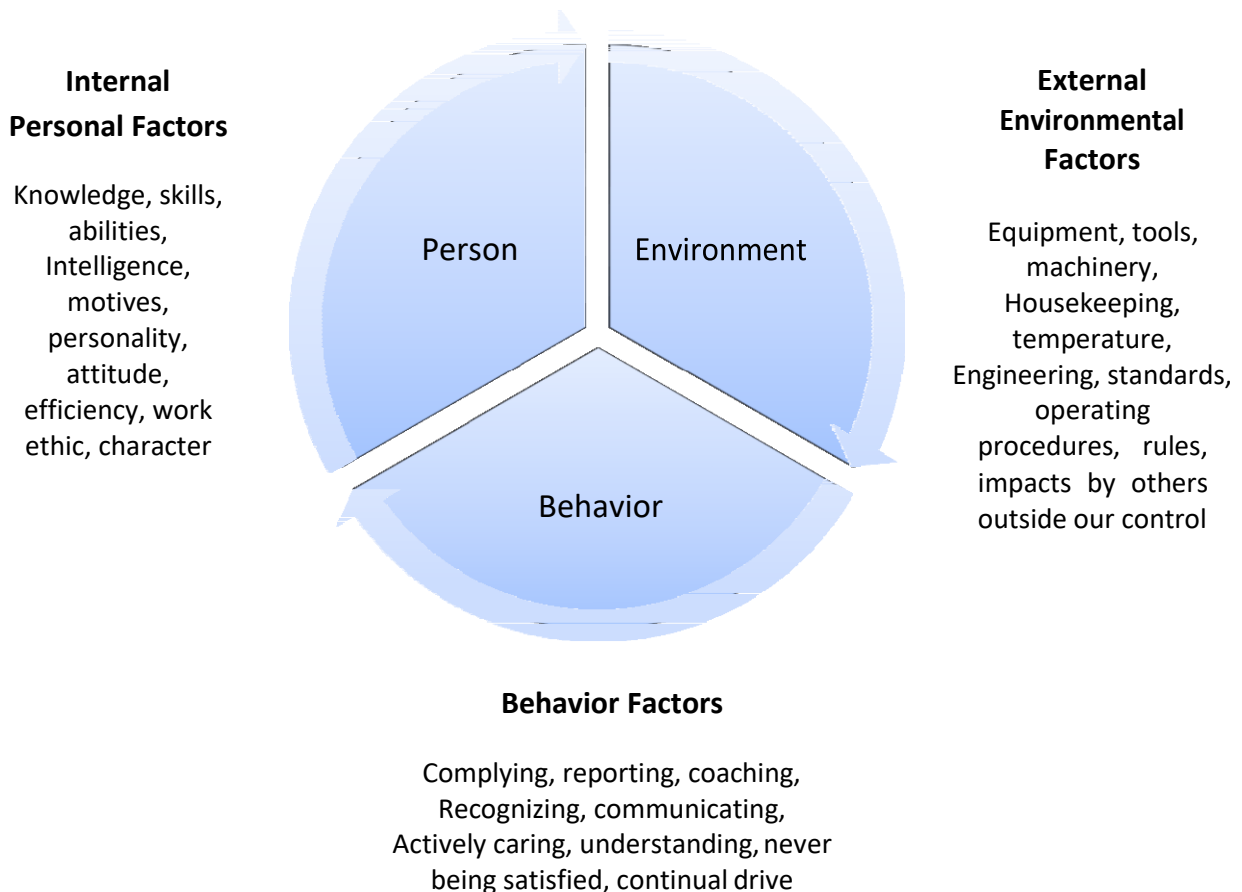 Internal
Personal Factors
Knowledge, skills,
abilities,
Intelligence,
motives,
personality,
attitude,
efficiency, work
ethic, character
Person
Environment
Behavior
External
Environmental
Factors
Equipment, tools,
machinery,
Housekeeping,
temperature,
Engineering, standards,
operating
procedures, rules,
impacts by others
outside our control
Behavior Factors
Complying, reporting, coaching,
Recognizing, communicating,
Actively caring, understanding, never
being satisfied, continual drive